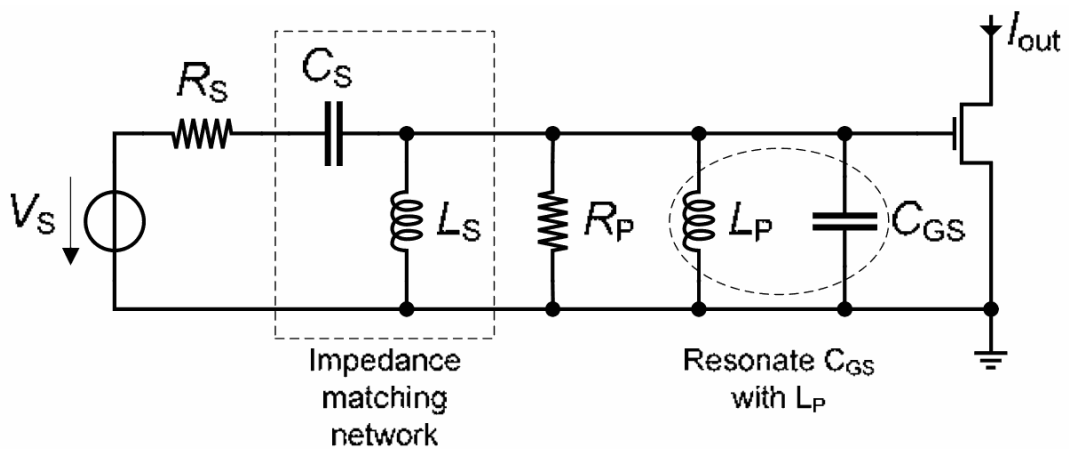 I_out
C_S
R_S
V_S
L_S
R_P
L_P
C_GS
Impedance
matching
network
Resonate C_GS
with L_P